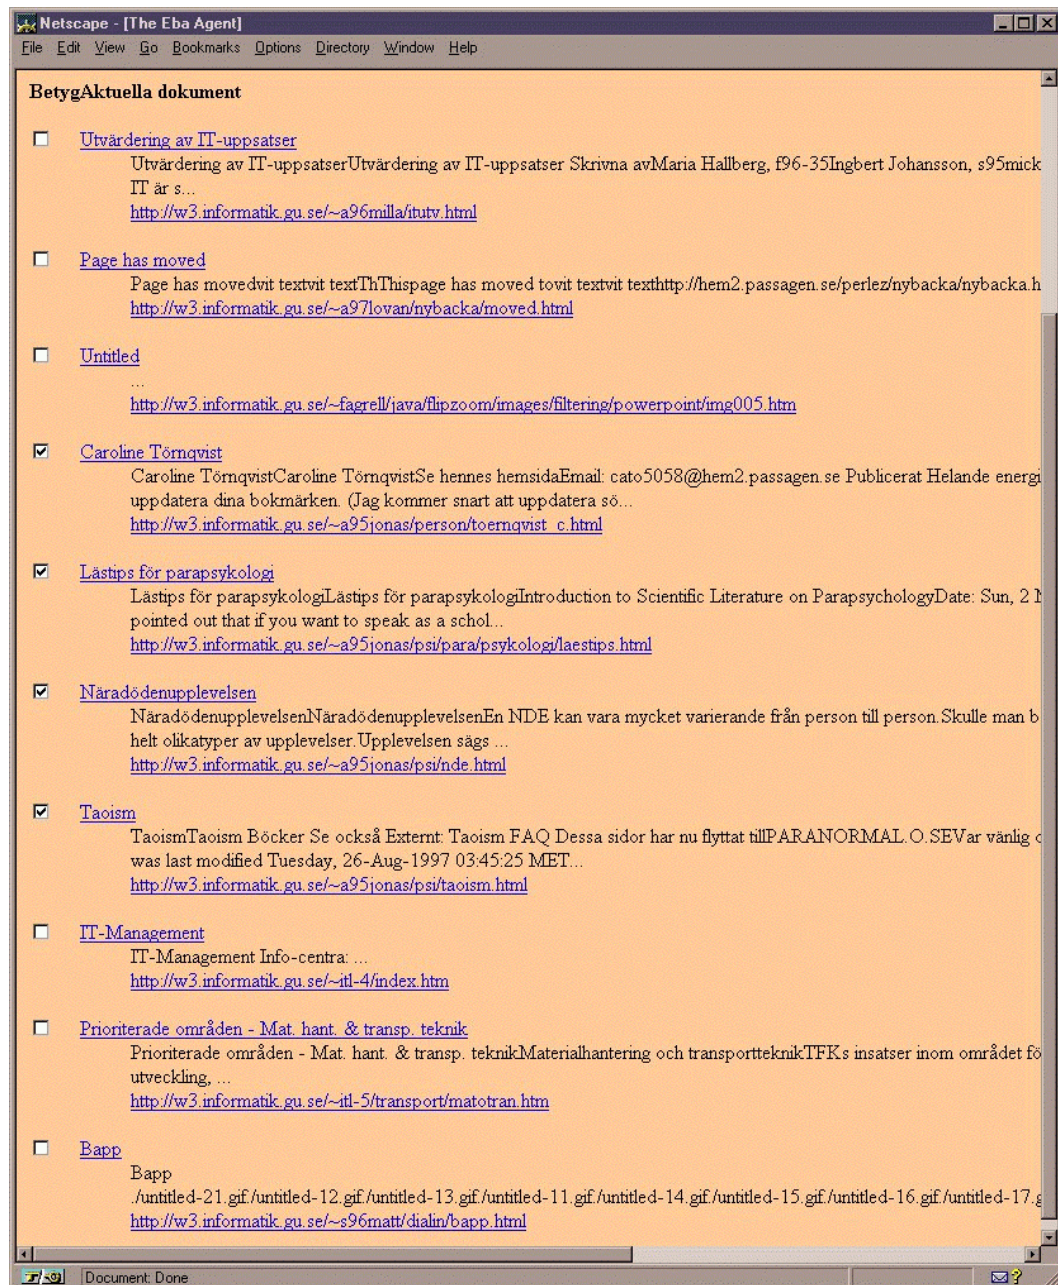 Netscape - [The Eba Agent]
File Edit View Go Bookmarks Options Directory Window Help
BetygAktuella dokument
Utvärdering av IT-uppsatser
Utvärdering av IT-uppsatserUtvärdering av IT-uppsatser Skrivna avMaria Hallberg, f96-35Ingbert Johansson, s95mick
IT är s...
http://w3.informatik.gu.se/~a96milla/itutv.html
Page has moved
Page has movedvit textvit textThThispage has moved tovit textvit texthttp://hem2.passagen.se/perlez/nybacka/nybacka.h
http://w3.informatik.gu.se/~a97lovan/nybacka/moved.html
Untitled
...
http://w3.informatik.gu.se/~fagrell/java/flipzoom/images/filtering/powerpoint/img005.htm
Caroline Törnqvist
Caroline TörnqvistCaroline TörnqvistSe hennes hemsidaEmail: cato5058@hem2.passagen.se Publicerat Helande energi
uppdatera dina bokmärken. (Jag kommer snart att uppdatera sö...
http://w3.informatik.gu.se/~a95jonas/person/toernqvist_c.html
Lästips för parapsykologi
Lästips för parapsykologiLästips för parapsykologiIntroduction to Scientific Literature on ParapsychologyDate: Sun, 2 N
pointed out that if you want to speak as a schol...
http://w3.informatik.gu.se/~a95jonas/psi/para/psykologi/laestips.html
Näradödenupplevelsen
NäradödenupplevelsenNäradödenupplevelsenEn NDE kan vara mycket varierande från person till person.Skulle man b
helt olikatyper av upplevelser.Upplevelsen sägs ...
http://w3.informatik.gu.se/~a95jonas/psi/nde.html
Taoism
TaoismTaoism Böcker Se också Externt: Taoism FAQ Dessa sidor har nu flyttat tillPARANORMAL.O.SEVar vänlig o
was last modified Tuesday, 26-Aug-1997 03:45:25 MET...
http://w3.informatik.gu.se/~a95jonas/psi/taoism.html
IT-Management
IT-Management Info-centra: ...
http://w3.informatik.gu.se/~itl-4/index.htm
Prioriterade områden - Mat. hant. & transp. teknik
Prioriterade områden - Mat. hant. & transp. teknikMaterialhantering och transportteknikTFKs insatser inom området fö
utveckling, ...
http://w3.informatik.gu.se/~itl-5/transport/matotran.htm
Bapp
Bapp
./untitled-21.gif./untitled-12.gif./untitled-13.gif./untitled-11.gif./untitled-14.gif./untitled-15.gif./untitled-16.gif./untitled-17.g
http://w3.informatik.gu.se/~s96matt/dialin/bapp.html
Document: Done